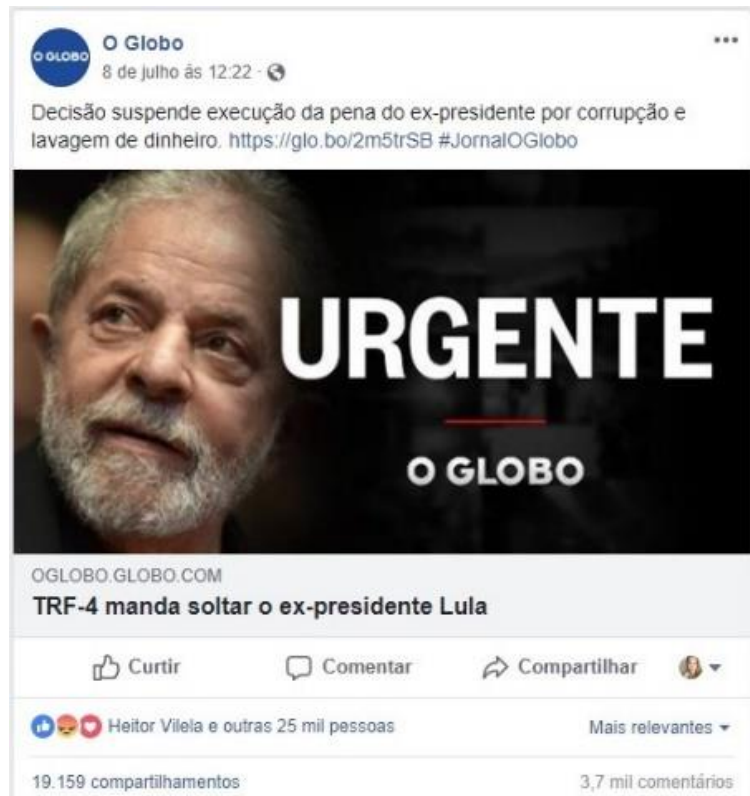 O GLOBO
O Globo
8 de julho às 12:22 ·
Decisão suspende execução da pena do ex-presidente por corrupção e
lavagem de dinheiro. https://glo.bo/2m5trSB #JornalOGlobo
URGENTE
O GLOBO
OGLOBO.GLOBO.COM
TRF-4 manda soltar o ex-presidente Lula
Curtir Comentar Compartilhar
Heitor Vilela e outras 25 mil pessoas Mais relevantes
19.159 compartilhamentos 3,7 mil comentários